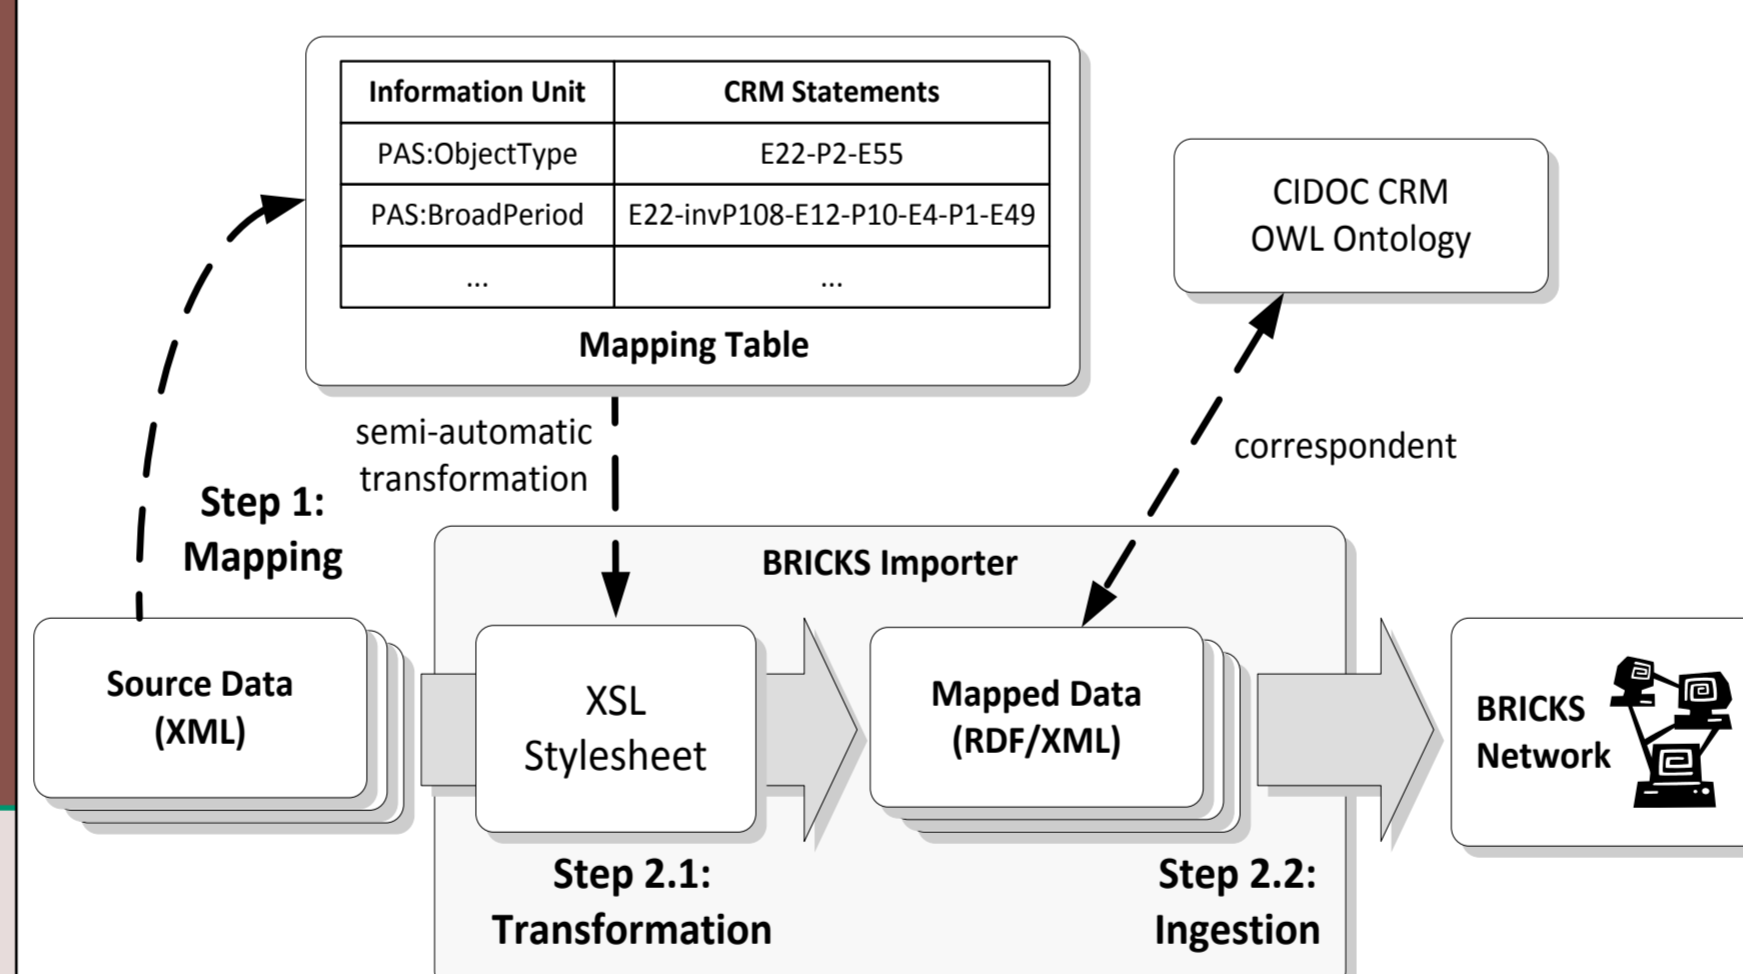 Information Unit
CRM Statements
PAS:ObjectType
E22-P2-E55
PAS:BroadPeriod
E22-invP108-E12-P10-E4-P1-E49
...
...
Mapping Table
CIDOC CRM
OWL Ontology
semi-automatic
transformation
correspondent
Step 1:
Mapping
BRICKS Importer
Source Data
(XML)
XSL
Stylesheet
Mapped Data
(RDF/XML)
BRICKS
Network
Step 2.1:
Transformation
Step 2.2:
Ingestion